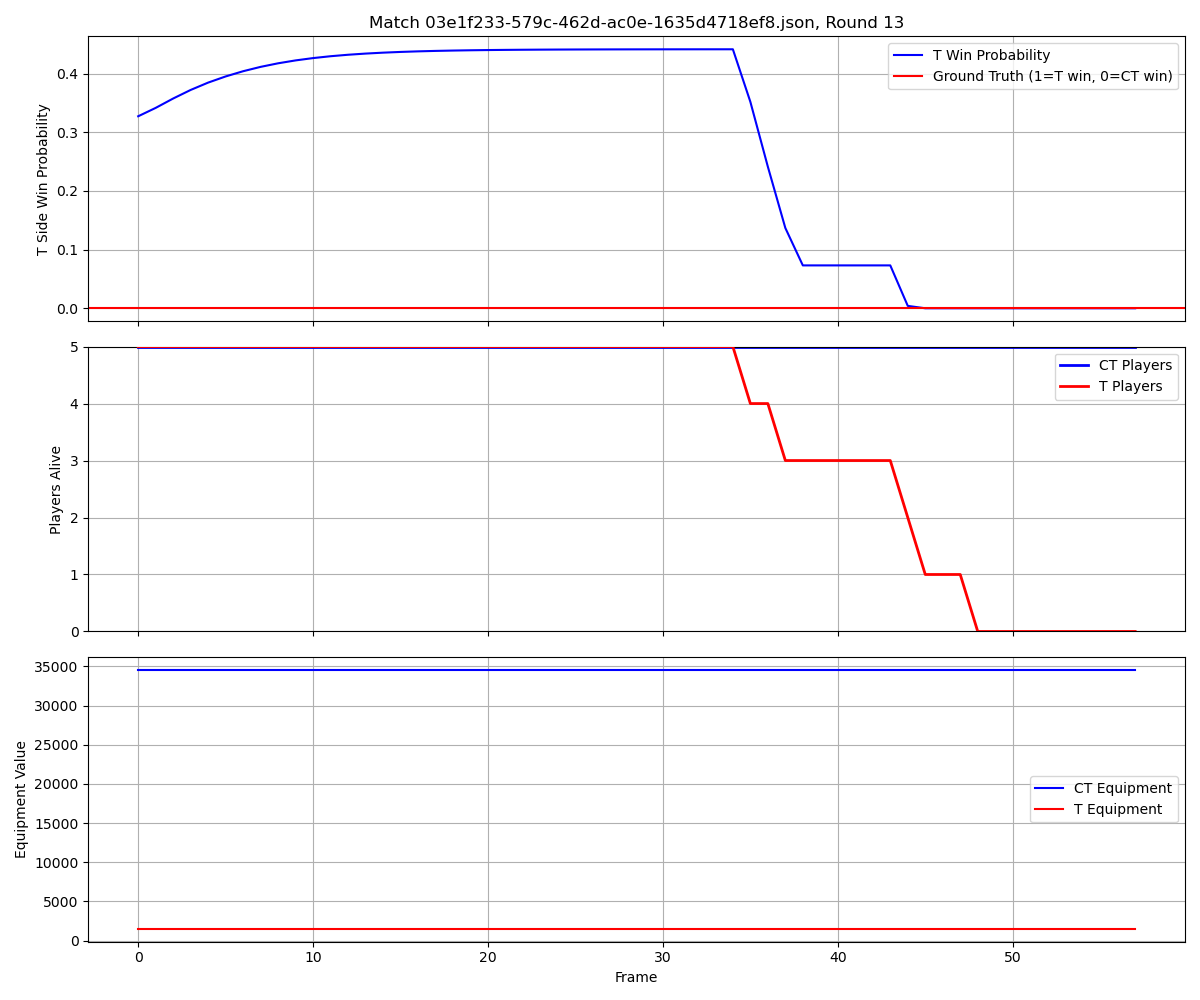 Match 03e1f233-579c-462d-ac0e-1635d4718ef8.json, Round 13
T Side Win Probability
0.4
0.3
0.2
0.1
0.0
T Win Probability
Ground Truth (1=T win, 0=CT win)
Players Alive
5
4
3
2
1
0
CT Players
T Players
Equipment Value
35000
30000
25000
20000
15000
10000
5000
0
CT Equipment
T Equipment
0
10
20
30
40
50
Frame